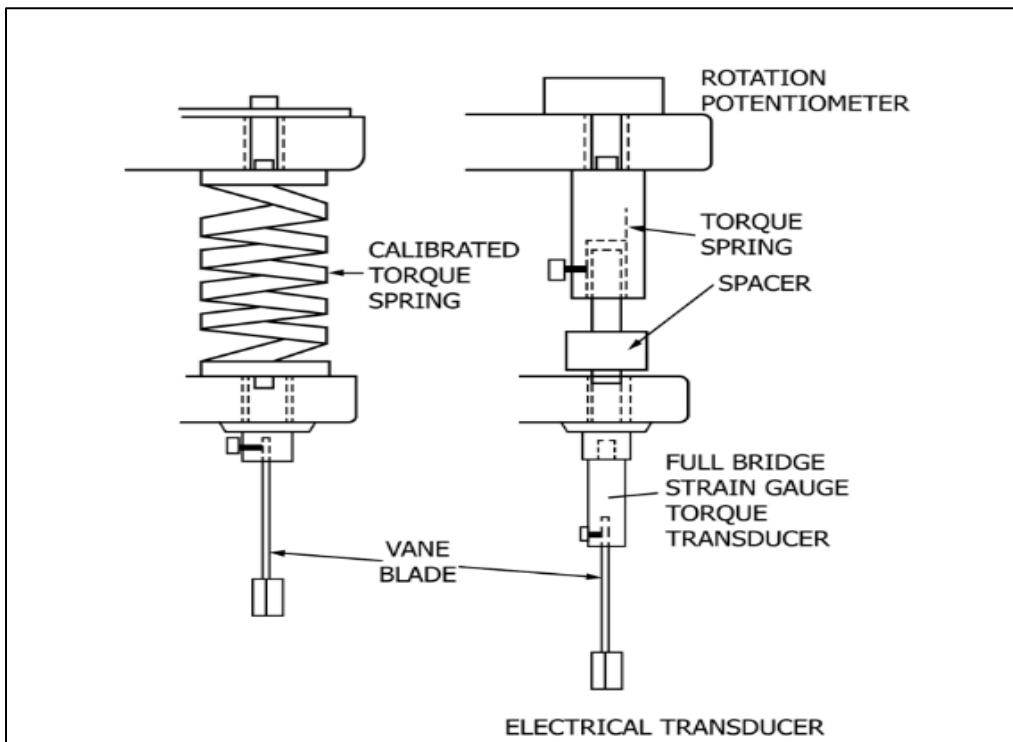 ROTATION
POTENTIOMETER
CALIBRATED
TORQUE
SPRING
TORQUE
SPRING
SPACER
FULL BRIDGE
STRAIN GAUGE
TORQUE
TRANSDUCER
VANE
BLADE
ELECTRICAL TRANSDUCER